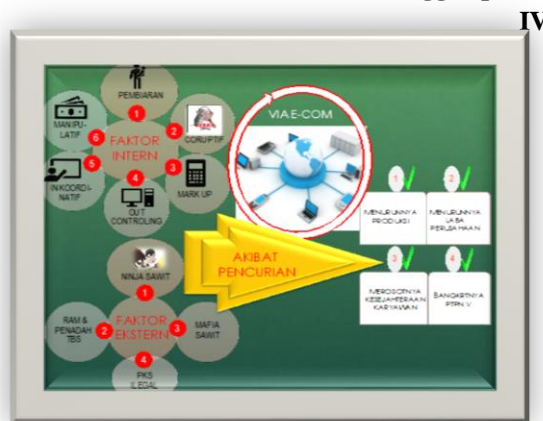 IV
PEMBIARAN
1
MANIPU-
LATIF
6
FAKTOR
INTERN
2
CORUPTIF
5
INKOORDI-
NATIF
3
MARK UP
4
OUT
CONTROLING
VIA E-COM
NINJA SAWIT
1
RAM &
PENADAH
TBS
2
FAKTOR
EKSTERN
3
MAFIA
SAWIT
4
PKS
ILEGAL
AKIBAT
PENCURIAN
1
MENURUNNYA
PRODUKSI
2
MENURUNNYA
LABA
PERUSAHAAN
3
MEROSOTNYA
KESEJAHTERAAN
KARYAWAN
4
BANGKRTNYA
PTPN V